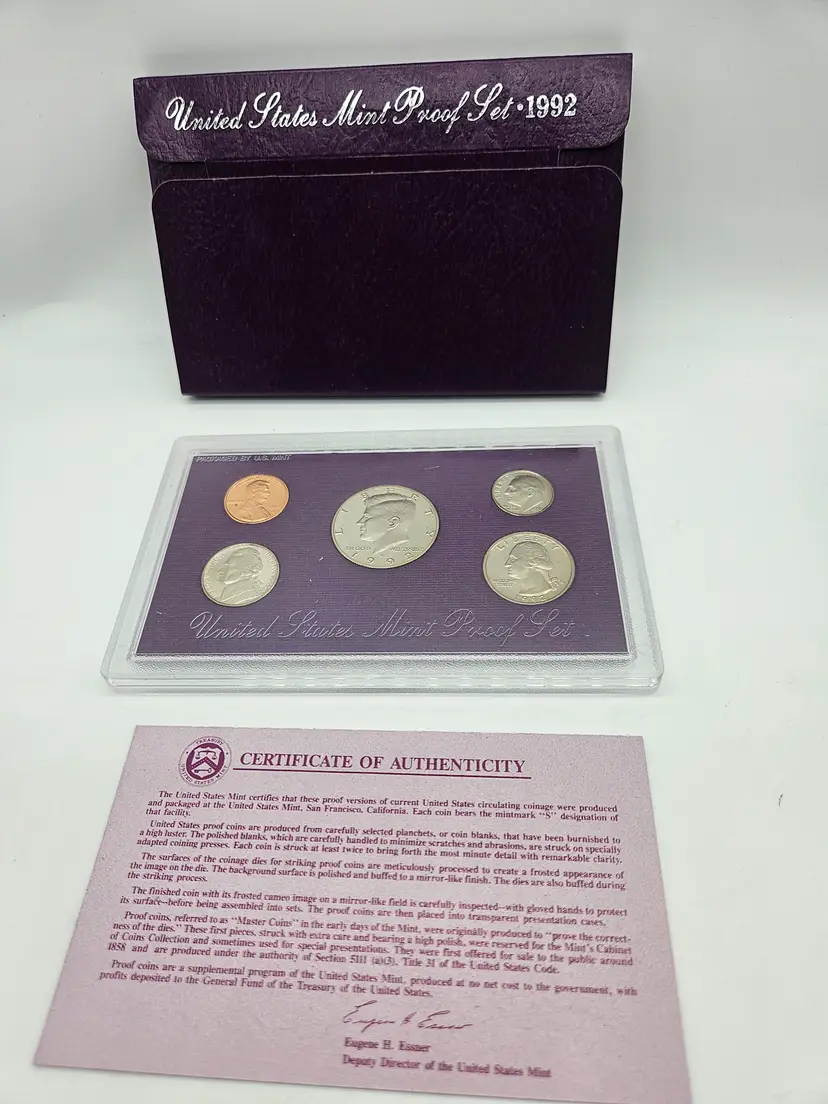 United States Mint Proof Set · 1992
PACKAGED BY U.S. MINT
LIBERTY
IN GOD WE TRUST
1992
LIBERTY
United States Mint Proof Set
CERTIFICATE OF AUTHENTICITY
The United States Mint certifies that these proof versions of current United States circulating coinage were produced
and packaged at the United States Mint, San Francisco, California. Each coin bears the mintmark "S" designation of
that facility.
United States proof coins are produced from carefully selected planchets, or coin blanks, that have been burnished to
a high luster. The polished blanks, which are carefully handled to minimize scratches and abrasions, are struck on specially
adapted coining presses. Each coin is struck at least twice to bring forth the most minute detail with remarkable clarity.
The surfaces of the coinage dies for striking proof coins are meticulously processed to create a frosted appearance of
the image on the die. The background surface is polished and buffed to a mirror-like finish. The dies are also buffed during
the striking process.
The finished coin with its frosted cameo image on a mirror-like field is carefully inspected--with gloved hands to protect
its surface--before being assembled into sets. The proof coins are then placed into transparent presentation cases.
Proof coins, referred to as "Master Coins" in the early days of the Mint, were originally produced to "prove the correct-
ness of the dies." These first pieces, struck with extra care and bearing a high polish, were reserved for the Mint's Cabinet
of Coins Collection and sometimes used for special presentations. They were first offered for sale to the public around
1858 and are produced under the authority of Section 5111 (a)(3), Title 31 of the United States Code.
Proof coins are a supplemental program of the United States Mint, produced at no net cost to the government, with
profits deposited to the General Fund of the Treasury of the United States.
Eugene H. Essner
Eugene H. Essner
Deputy Director of the United States Mint